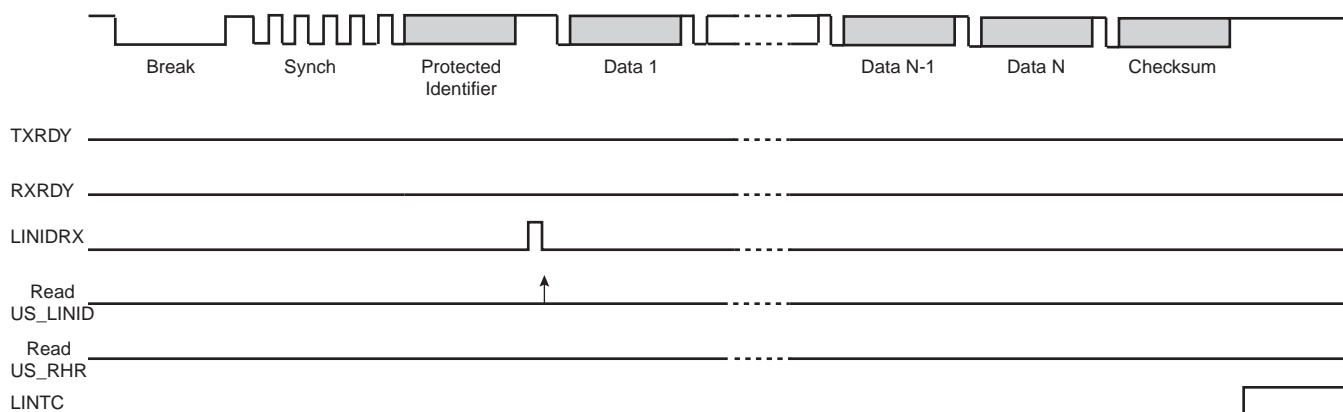 Break
Synch
Protected
Identifier
Data 1
Data N-1
Data N
Checksum
TXRDY
RXRDY
LINIDRX
Read
US_LINID
Read
US_RHR
LINTC